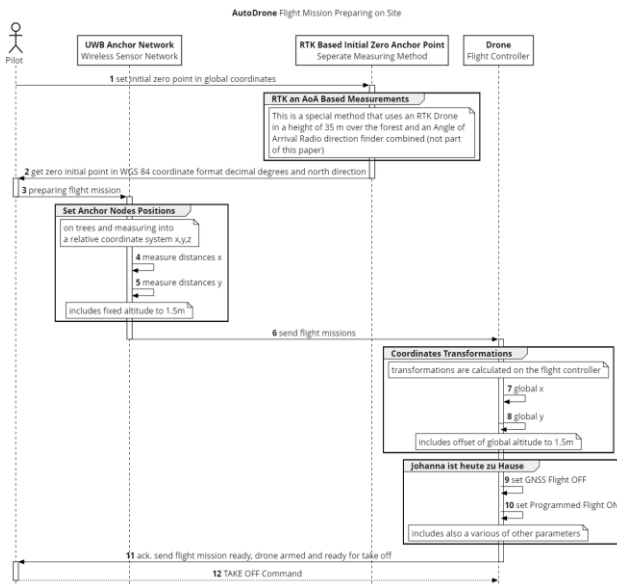 AutoDrone Flight Mission Preparing on Site
Pilot
UWB Anchor Network
Wireless Sensor Network
RTK Based Initial Zero Anchor Point
Seperate Measuring Method
Drone
Flight Controller
1 set initial zero point in global coordinates
RTK an AoA Based Measurements
This is a special method that uses an RTK Drone
in a height of 35 m over the forest and an Angle of
Arrival Radio direction finder combined (not part
of this paper)
2 get zero initial point in WGS 84 coordinate format decimal degrees and north direction
3 preparing flight mission
Set Anchor Nodes Positions
on trees and measuring into
a relative coordinate system x,y,z
4 measure distances x
5 measure distances y
includes fixed altitude to 1.5m
6 send flight missions
Coordinates Transformations
transformations are calculated on the flight controller
7 global x
8 global y
includes offset of global altitude to 1.5m
Johanna ist heute zu Hause
9 set GNSS Flight OFF
10 set Programmed Flight ON
includes also a various of other parameters
11 ack. send flight mission ready, drone armed and ready for take off
12 TAKE OFF Command